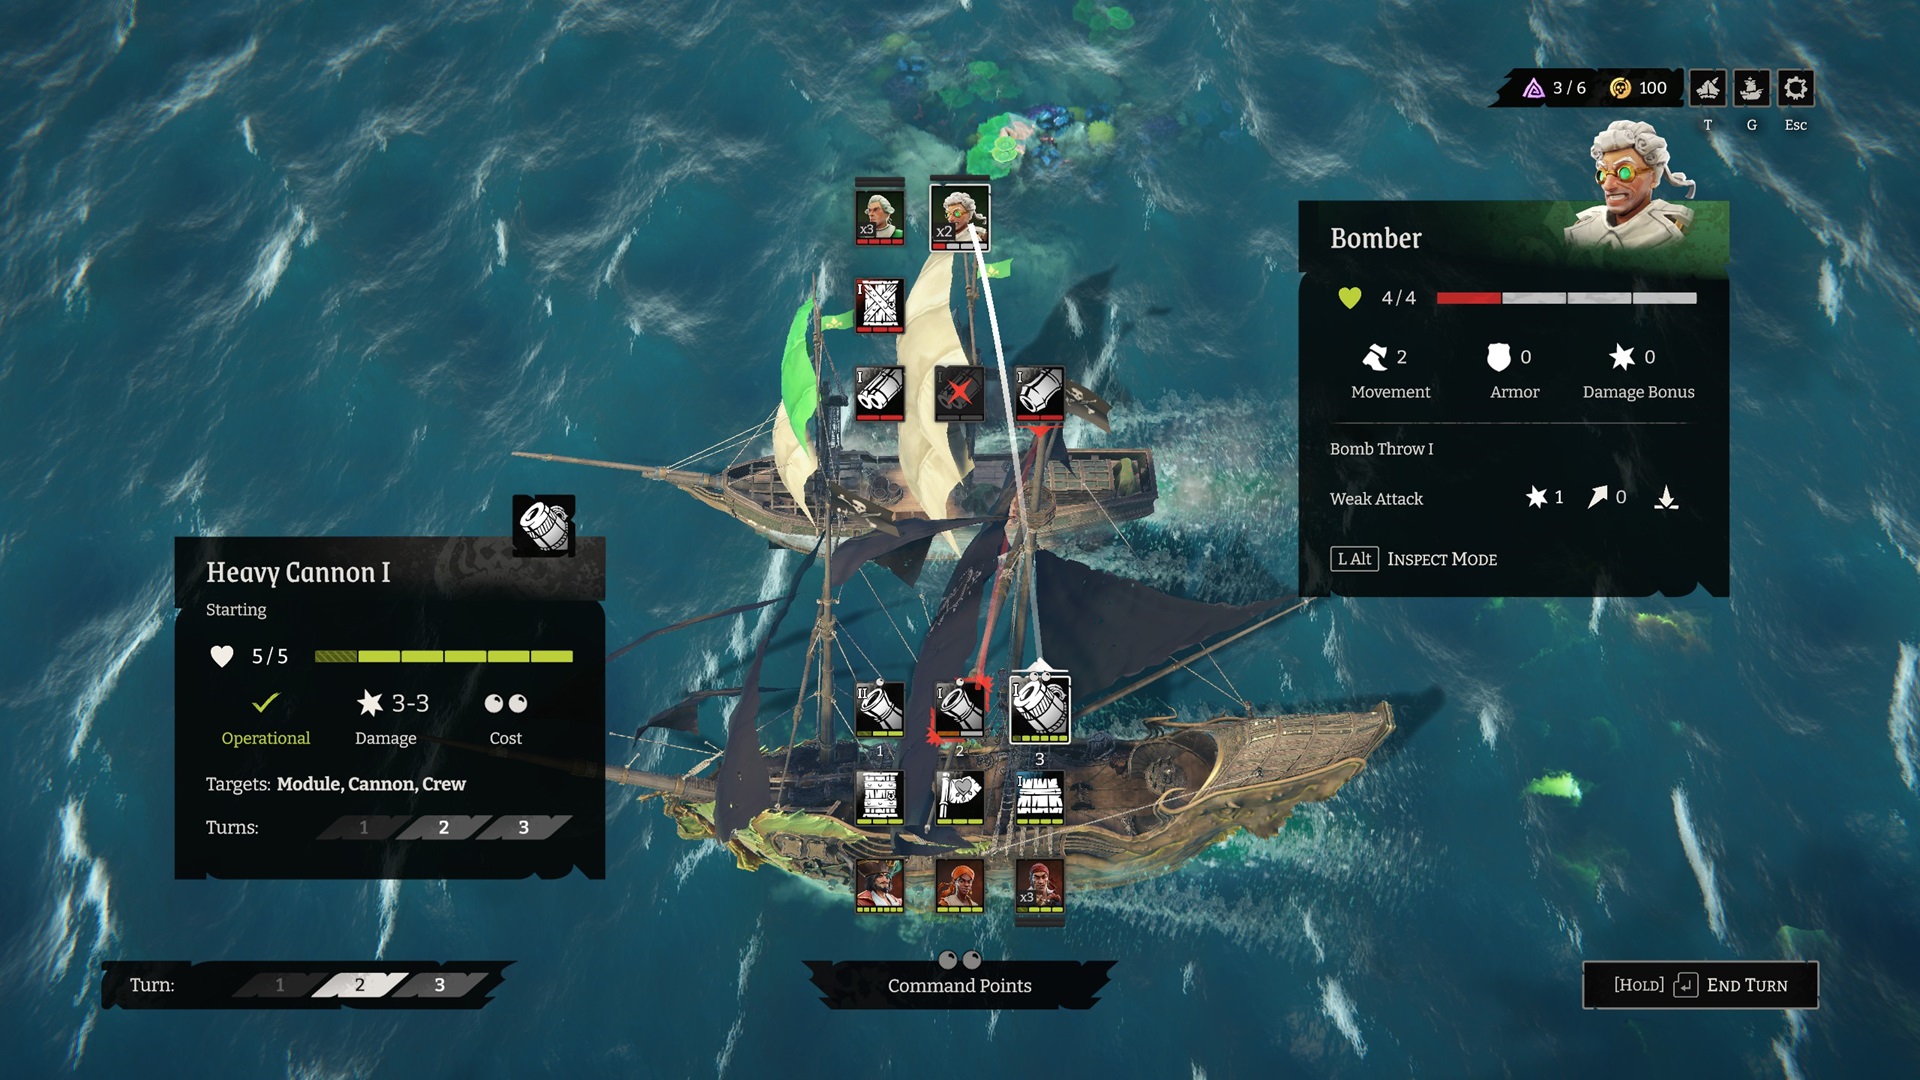 3 / 6
100
T
G
Esc
x3
x2
Bomber
4 / 4
2
0
0
Movement
Armor
Damage Bonus
Bomb Throw I
Weak Attack
1
0
L Alt
INSPECT MODE
I
I
I
Heavy Cannon I
Starting
5 / 5
3-3
Operational
Damage
Cost
Targets: Module, Cannon, Crew
Turns:
1
2
3
II
I
I
1
2
3
I
x3
Turn:
1
2
3
Command Points
[HOLD]
END TURN